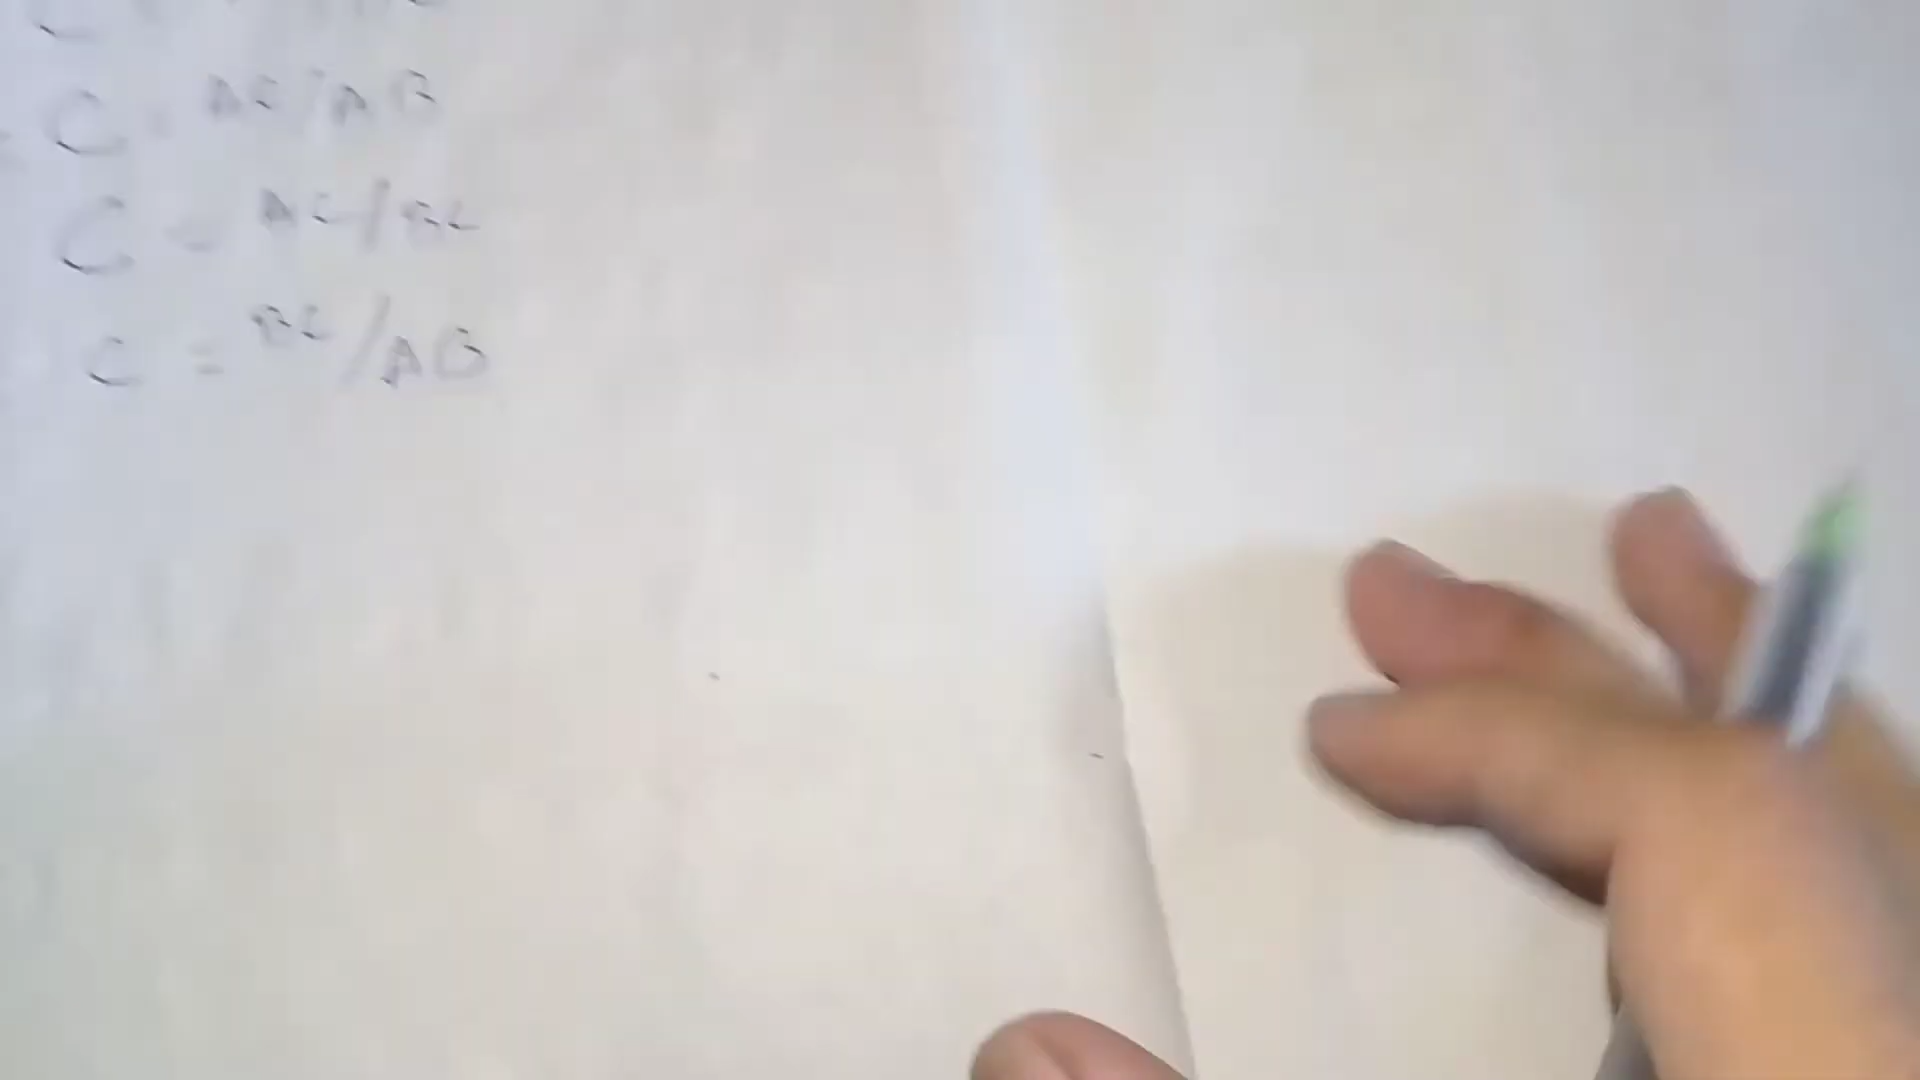 C = AC/AB
C = AC/BC
C = BC/AB